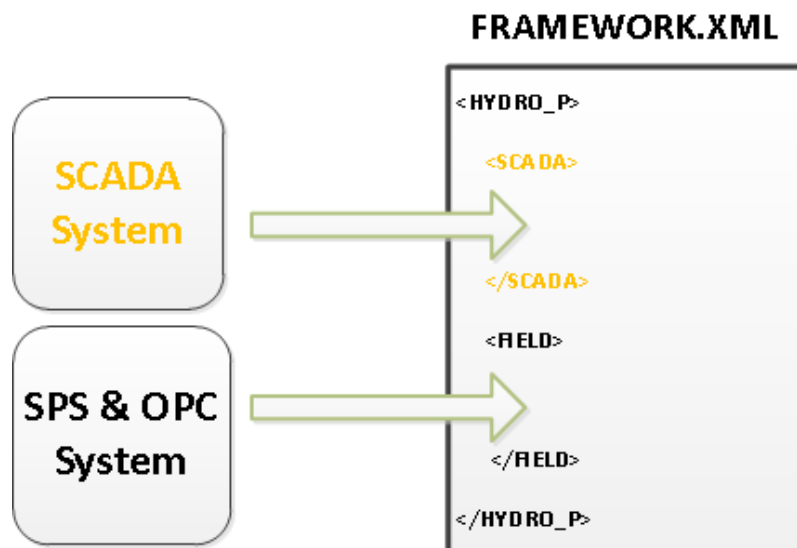 FRAMEWORK.XML
SCADA
System
SPS & OPC
System
<HYDRO_P>
<SCADA>
</SCADA>
<FIELD>
</FIELD>
</HYDRO_P>